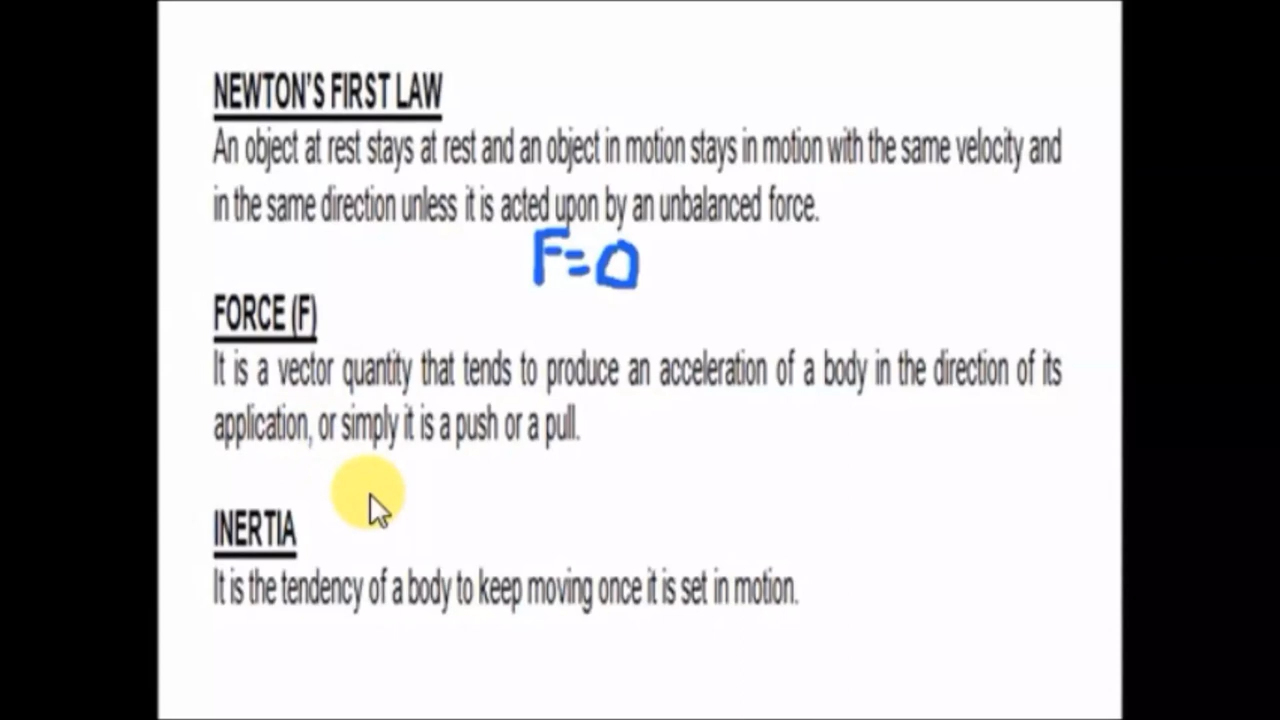 NEWTON'S FIRST LAW
An object at rest stays at rest and an object in motion stays in motion with the same velocity and
in the same direction unless it is acted upon by an unbalanced force.
F=0
FORCE (F)
It is a vector quantity that tends to produce an acceleration of a body in the direction of its
application, or simply it is a push or a pull.
INERTIA
It is the tendency of a body to keep moving once it is set in motion.